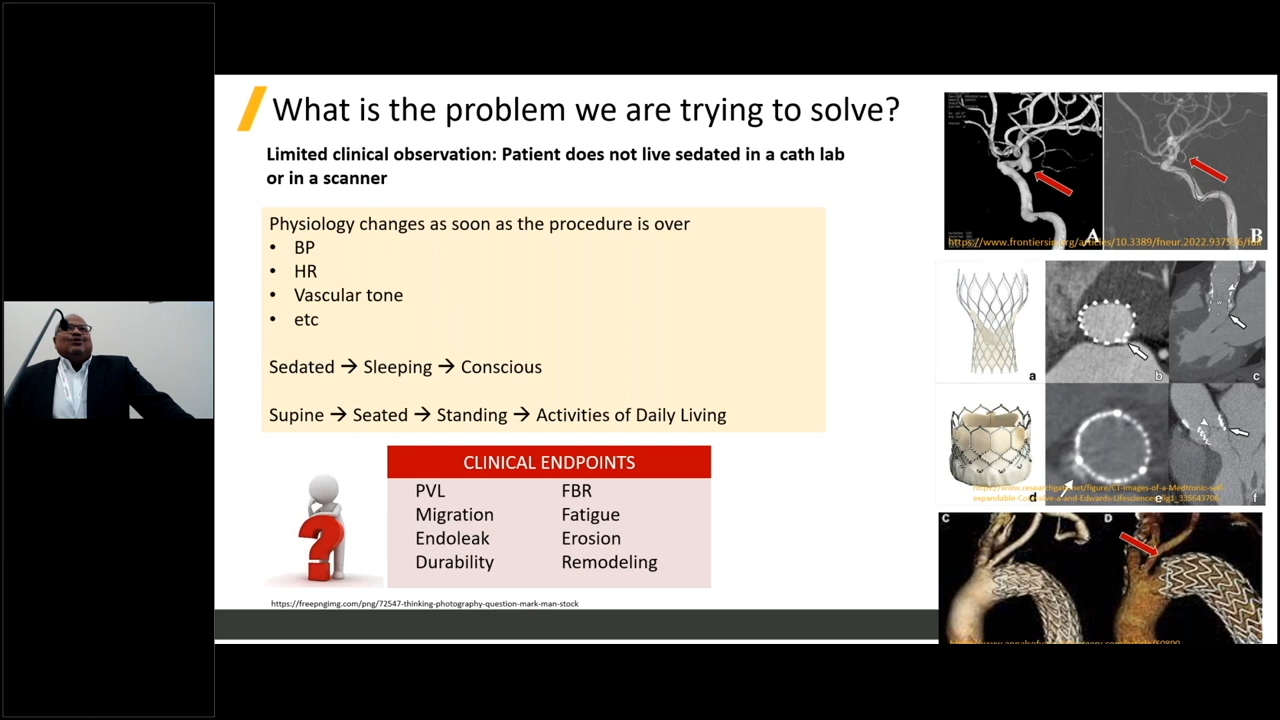 What is the problem we are trying to solve?
Limited clinical observation: Patient does not live sedated in a cath lab
or in a scanner
Physiology changes as soon as the procedure is over
• BP
• HR
• Vascular tone
• etc
Sedated → Sleeping → Conscious
Supine → Seated → Standing → Activities of Daily Living
CLINICAL ENDPOINTS
PVL FBR
Migration Fatigue
Endoleak Erosion
Durability Remodeling
https://freepngimg.com/png/72547-thinking-photography-question-mark-man-stock
A B
a b c
d e f
C D